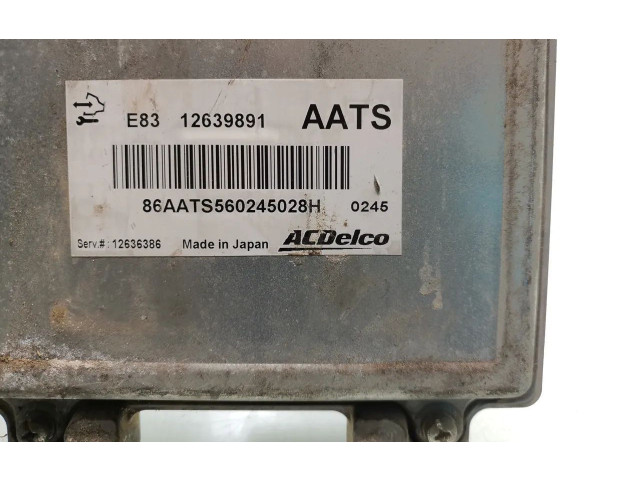 E83 12639891 AATS
86AATS560245028H 0245
Serv.#: 12636386 Made in Japan ACDelco